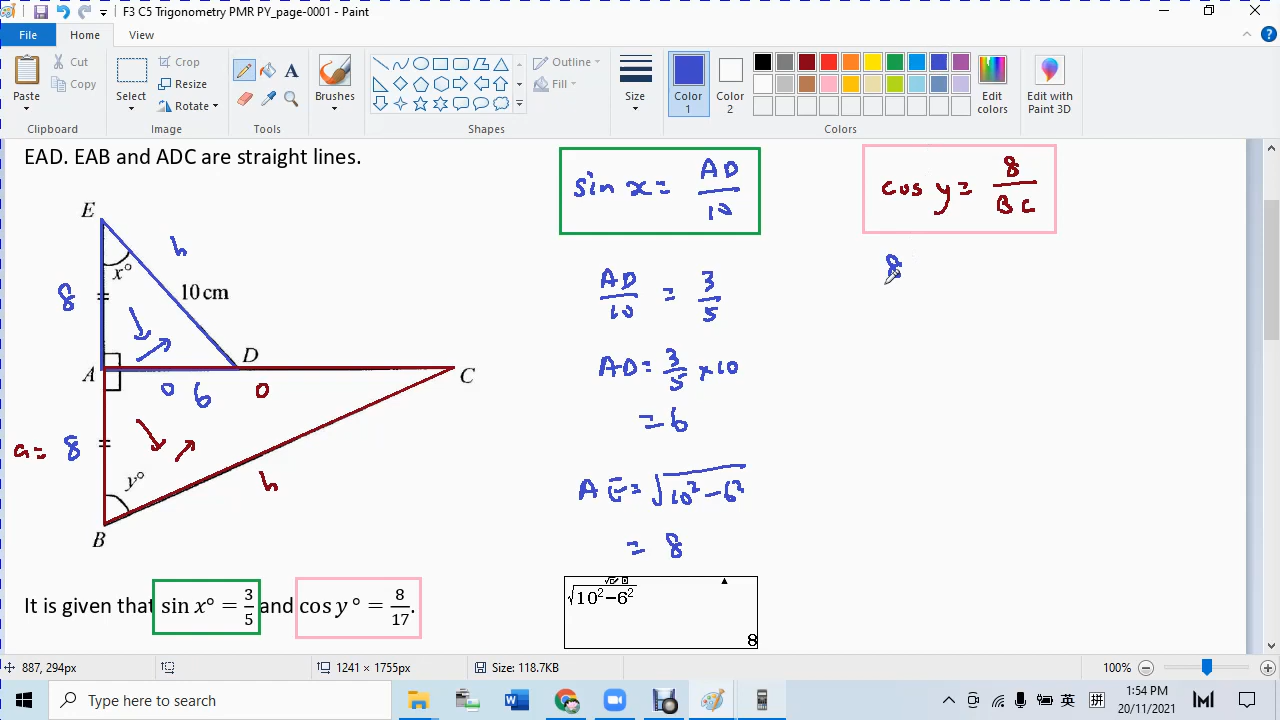 F3 C5 Trigonometry PMR PY_page-0001 - Paint
File Home View
Paste Cut Copy Clipboard
Select Crop Resize Rotate Image
Tools
Brushes
Outline Fill Shapes
Size
Color 1 Color 2 Edit colors Colors
Edit with Paint 3D
EAD. EAB and ADC are straight lines.
E
h
x°
8
10 cm
D
A
0 6 0
C
a = 8
y°
h
B
It is given that sin x° = 3/5 and cos y° = 8/17.
sin x = AD/10
AD/10 = 3/5
AD = 3/5 × 10
= 6
AE = √10² − 6²
= 8
√10²−6²
8
cos y = 8/BC
8
887, 294px 1241 × 1755px Size: 118.7KB 100%
Type here to search
英 拼
1:54 PM
20/11/2021